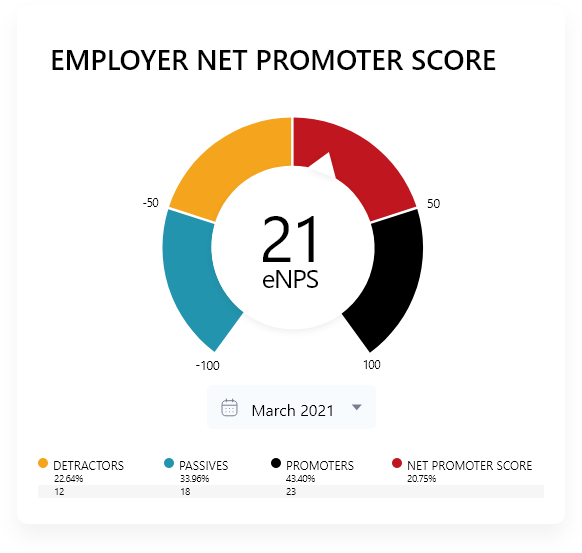 EMPLOYER NET PROMOTER SCORE
-50
50
21
eNPS
-100
100
March 2021
DETRACTORS PASSIVES PROMOTERS NET PROMOTER SCORE
22.64% 33.96% 43.40% 20.75%
12 18 23